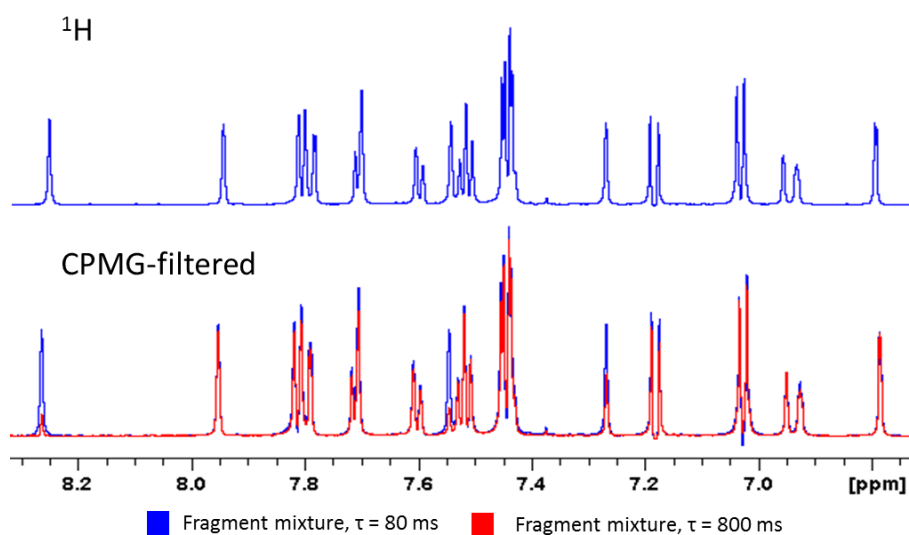 ¹H
CPMG-filtered
8.2 8.0 7.8 7.6 7.4 7.2 7.0 [ppm]
Fragment mixture, τ = 80 ms Fragment mixture, τ = 800 ms